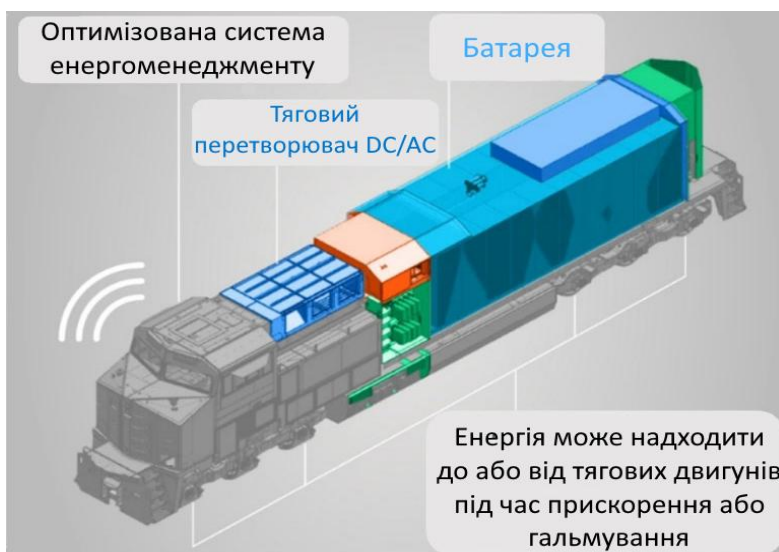 Оптимізована система
енергоменеджменту
Батарея
Тяговий
перетворювач DC/AC
Енергія може надходити
до або від тягових двигунів
під час прискорення або
гальмування